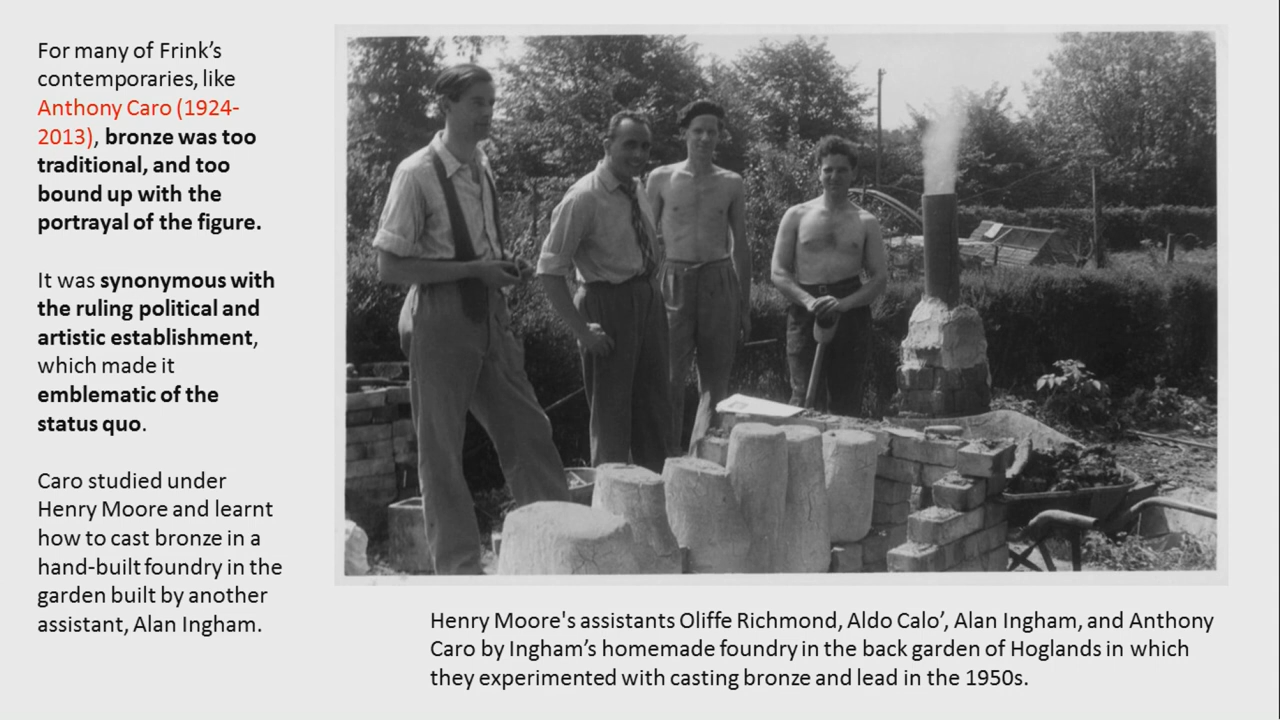 For many of Frink’s
contemporaries, like
Anthony Caro (1924-
2013), bronze was too
traditional, and too
bound up with the
portrayal of the figure.
It was synonymous with
the ruling political and
artistic establishment,
which made it
emblematic of the
status quo.
Caro studied under
Henry Moore and learnt
how to cast bronze in a
hand-built foundry in the
garden built by another
assistant, Alan Ingham.
Henry Moore's assistants Oliffe Richmond, Aldo Calo’, Alan Ingham, and Anthony
Caro by Ingham’s homemade foundry in the back garden of Hoglands in which
they experimented with casting bronze and lead in the 1950s.